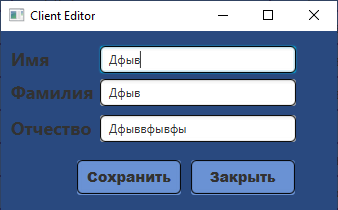 Client Editor
Имя Дфыв
Фамилия Дфыв
Отчество Дфыввфывфы
Сохранить Закрыть